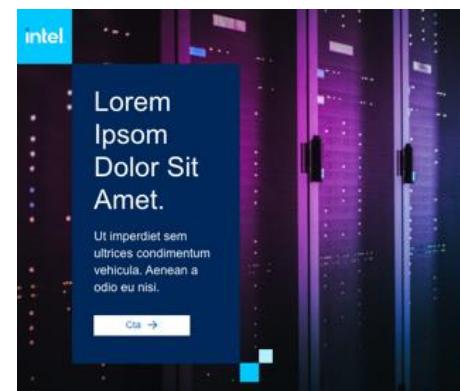 intel
Lorem
Ipsom
Dolor Sit
Amet.
Ut imperdiet sem
ultrices condimentum
vehicula. Aenean a
odio eu nisi.
Cta →